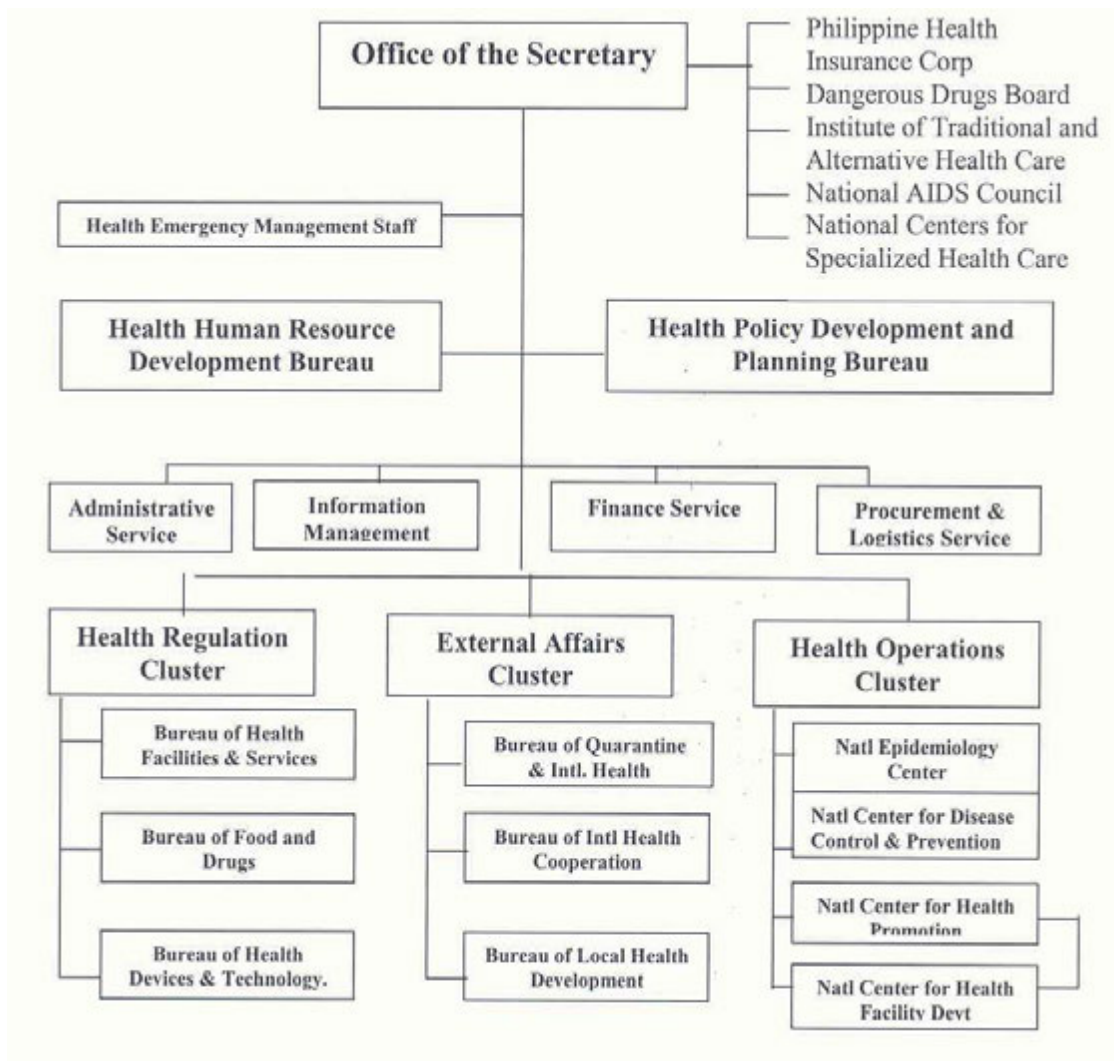 Office of the Secretary
Philippine Health
Insurance Corp
Dangerous Drugs Board
Institute of Traditional and
Alternative Health Care
National AIDS Council
National Centers for
Specialized Health Care
Health Emergency Management Staff
Health Human Resource
Development Bureau
Health Policy Development and
Planning Bureau
Administrative
Service
Information
Management
Finance Service
Procurement &
Logistics Service
Health Regulation
Cluster
External Affairs
Cluster
Health Operations
Cluster
Bureau of Health
Facilities & Services
Bureau of Food and
Drugs
Bureau of Health
Devices & Technology.
Bureau of Quarantine
& Intl. Health
Bureau of Intl Health
Cooperation
Bureau of Local Health
Development
Natl Epidemiology
Center
Natl Center for Disease
Control & Prevention
Natl Center for Health
Promotion
Natl Center for Health
Facility Devt